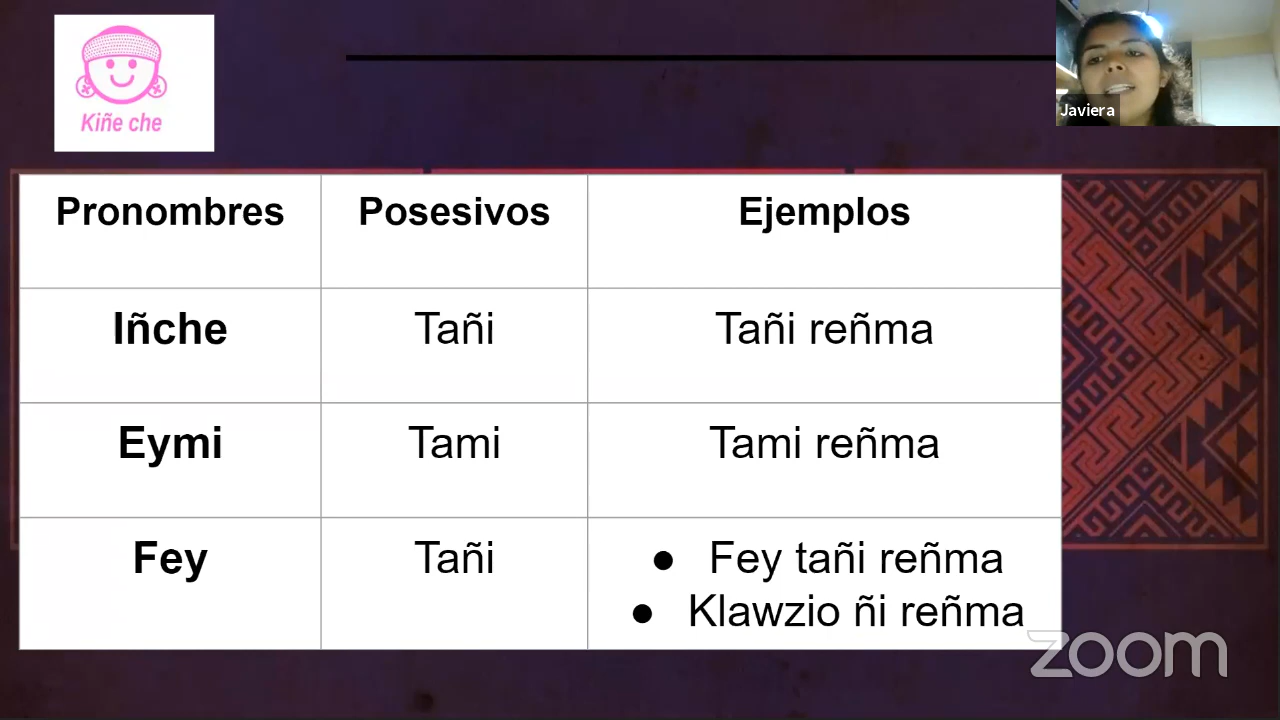 Kiñe che
Javiera
Pronombres Posesivos Ejemplos
Iñche Tañi Tañi reñma
Eymi Tami Tami reñma
Fey Tañi ● Fey tañi reñma
● Klawzio ñi reñma
zoom